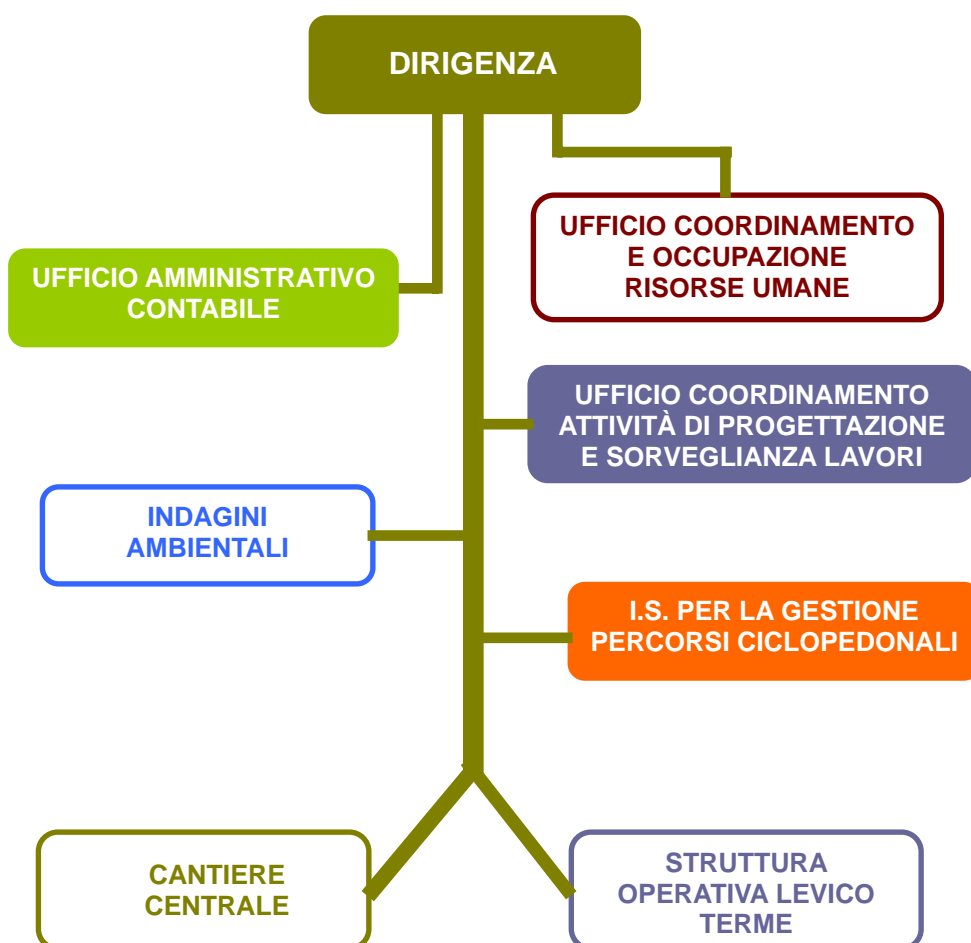 DIRIGENZA
UFFICIO COORDINAMENTO
E OCCUPAZIONE
RISORSE UMANE
UFFICIO AMMINISTRATIVO
CONTABILE
UFFICIO COORDINAMENTO
ATTIVITÀ DI PROGETTAZIONE
E SORVEGLIANZA LAVORI
INDAGINI
AMBIENTALI
I.S. PER LA GESTIONE
PERCORSI CICLOPEDONALI
CANTIERE
CENTRALE
STRUTTURA
OPERATIVA LEVICO
TERME